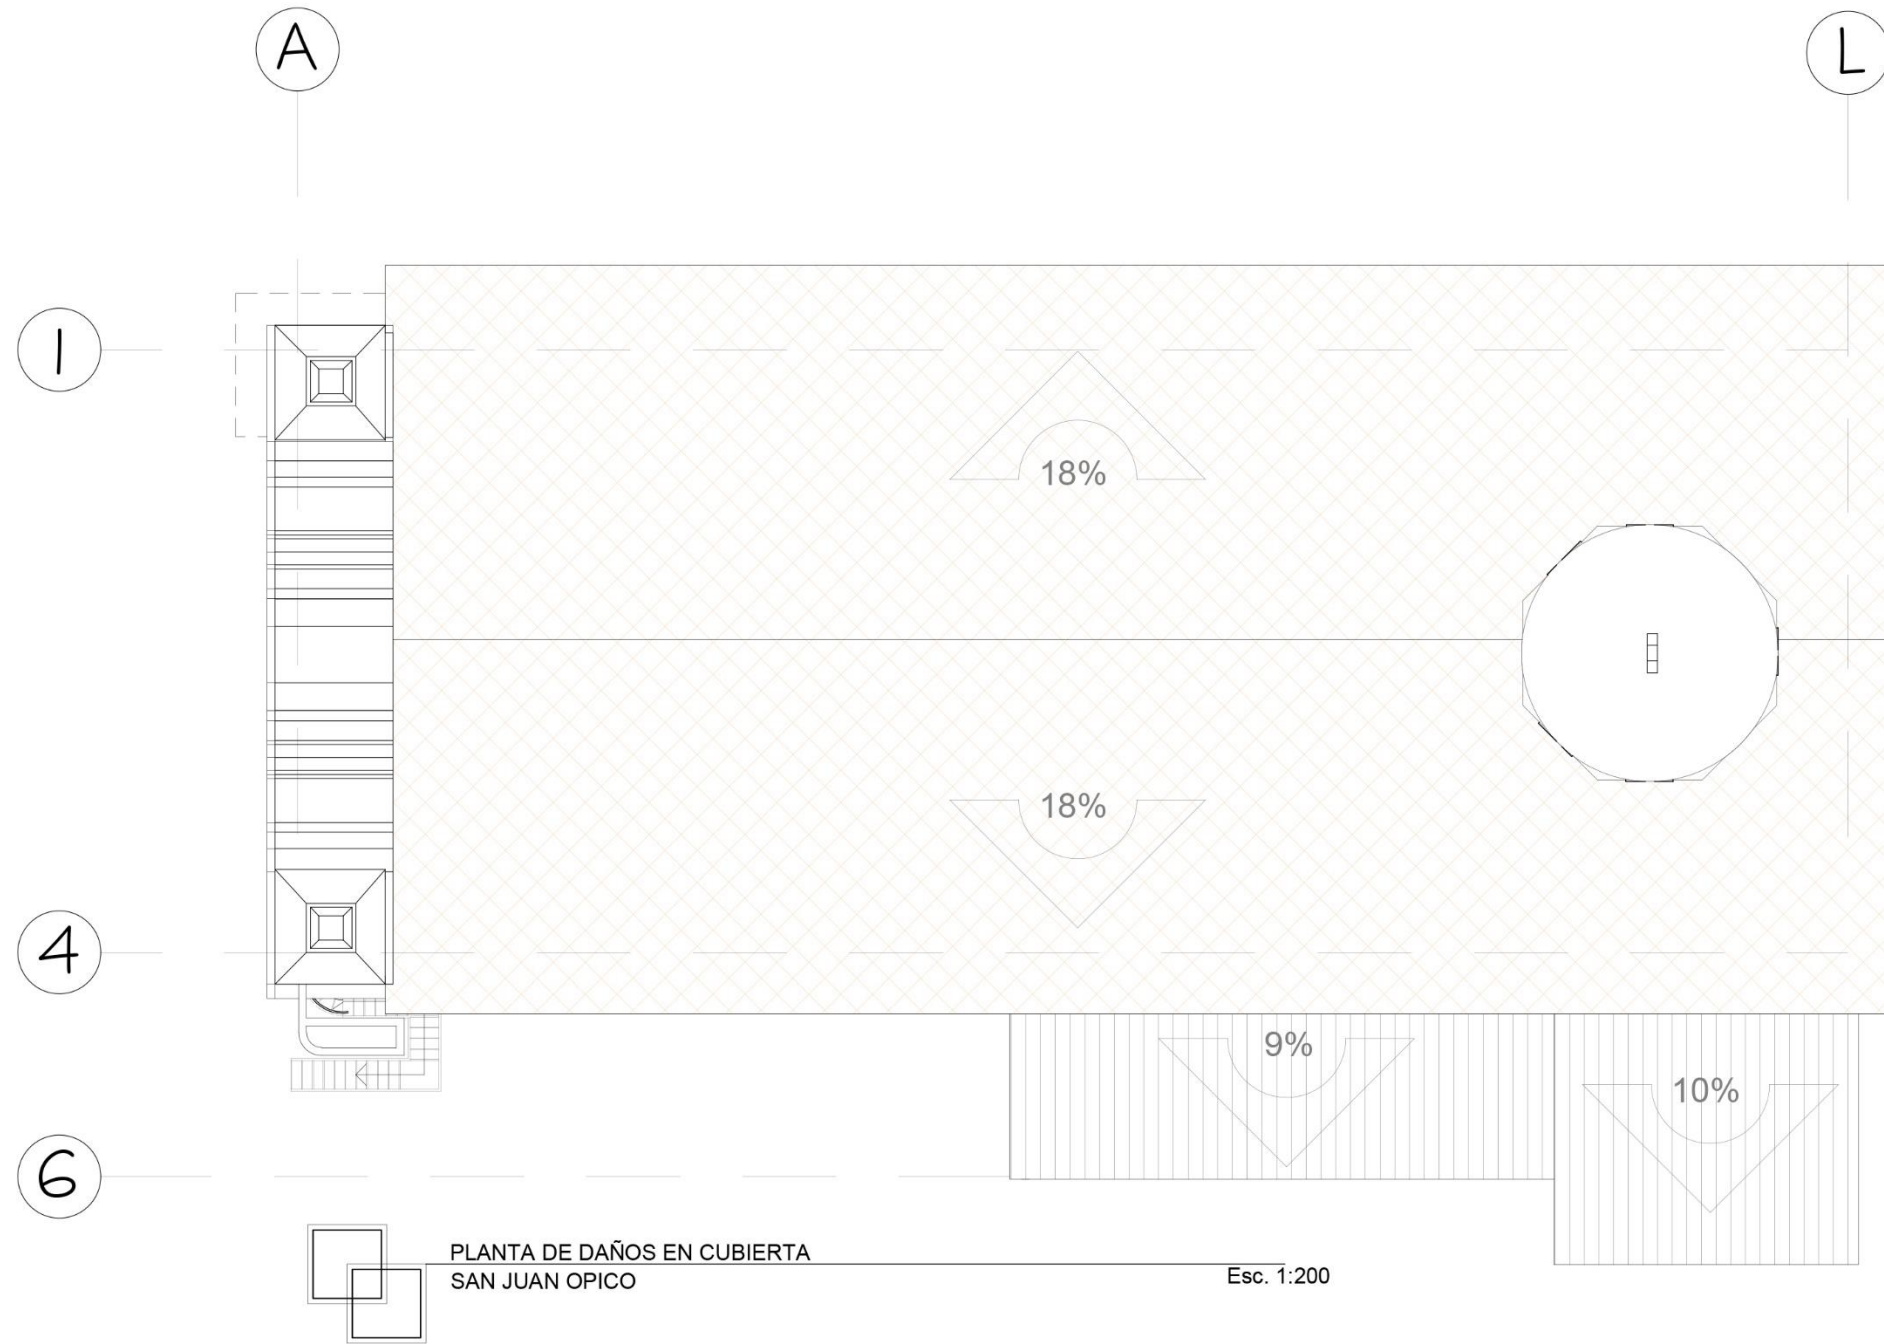 A
L
1
18%
18%
4
9%
10%
6
PLANTA DE DAÑOS EN CUBIERTA
SAN JUAN OPICO
Esc. 1:200